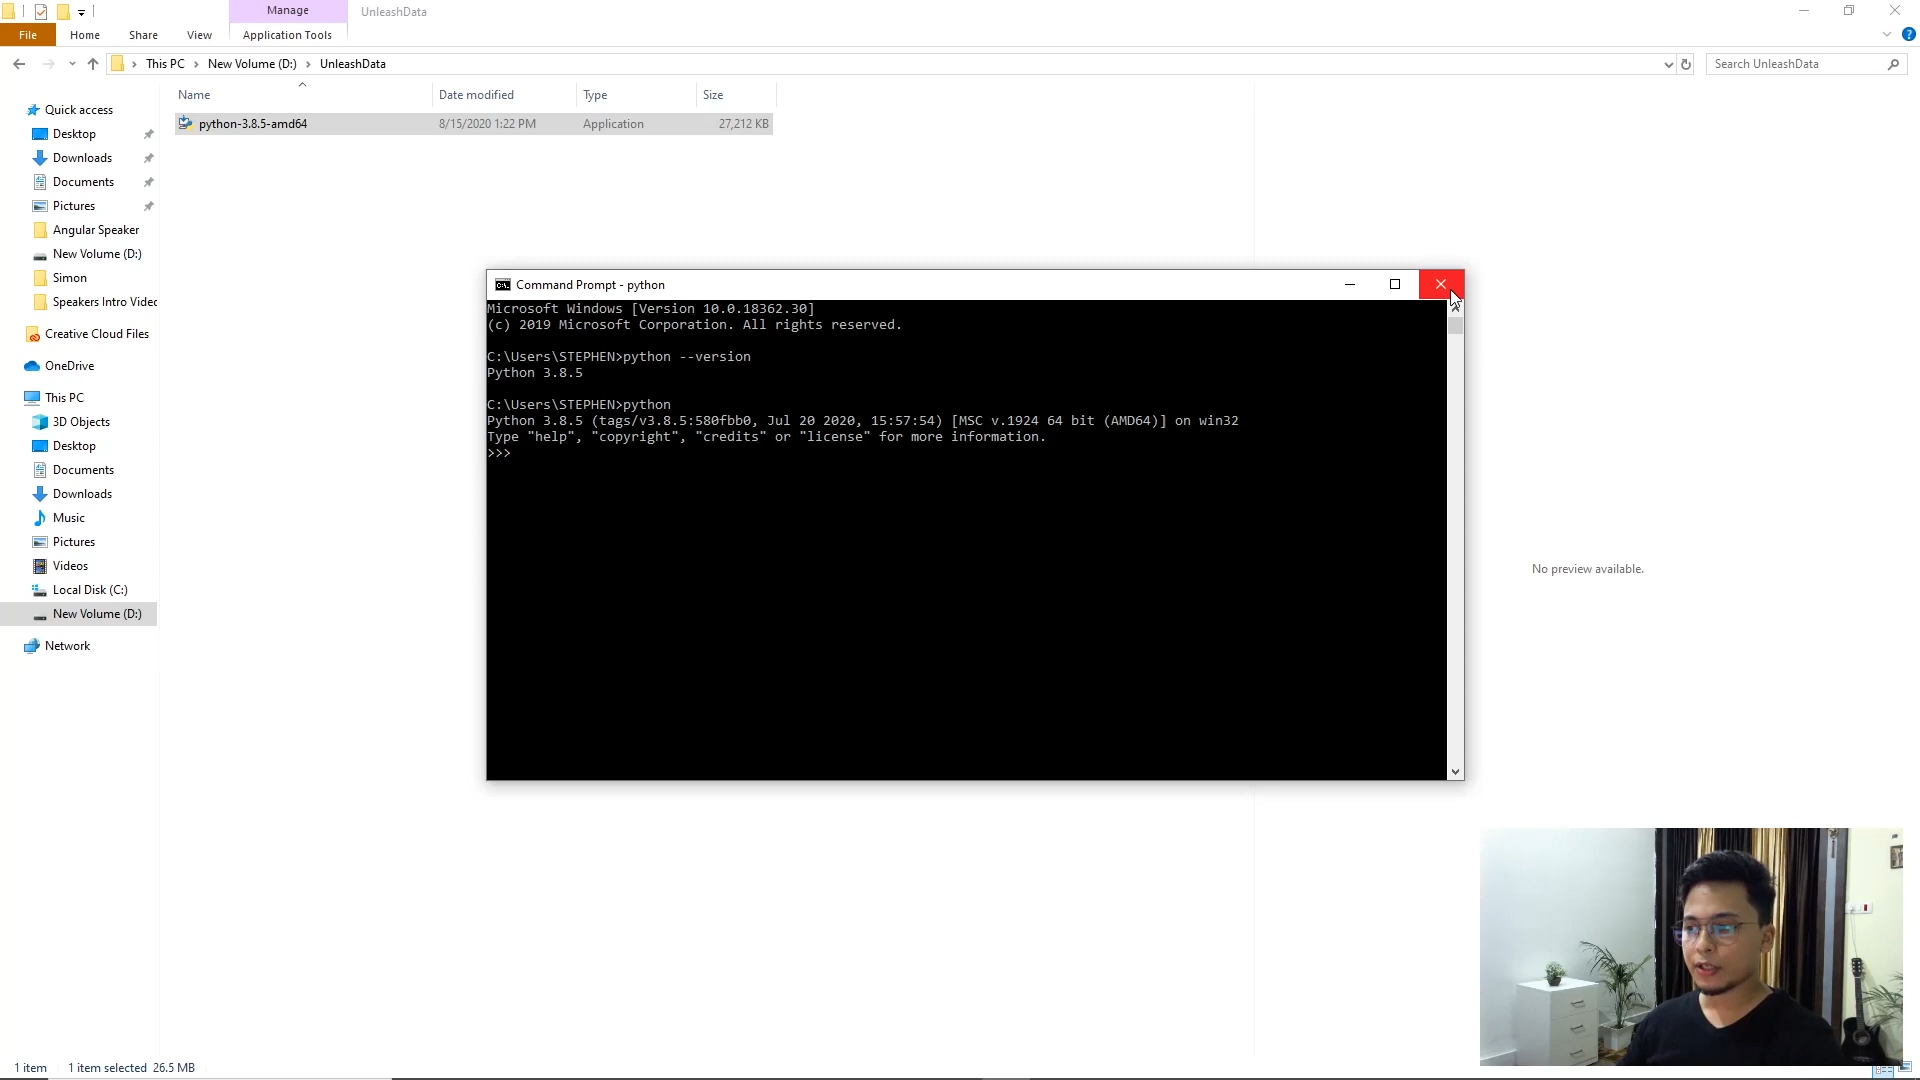 Manage
UnleashData
File
Home
Share
View
Application Tools
This PC
New Volume (D:)
UnleashData
Search UnleashData
Name
Date modified
Type
Size
python-3.8.5-amd64
8/15/2020 1:22 PM
Application
27,212 KB
Quick access
Desktop
Downloads
Documents
Pictures
Angular Speaker
New Volume (D:)
Simon
Speakers Intro Videc
Creative Cloud Files
OneDrive
This PC
3D Objects
Desktop
Documents
Downloads
Music
Pictures
Videos
Local Disk (C:)
New Volume (D:)
Network
Command Prompt - python
Microsoft Windows [Version 10.0.18362.30]
(c) 2019 Microsoft Corporation. All rights reserved.
C:\Users\STEPHEN>python --version
Python 3.8.5
C:\Users\STEPHEN>python
Python 3.8.5 (tags/v3.8.5:580fbb0, Jul 20 2020, 15:57:54) [MSC v.1924 64 bit (AMD64)] on win32
Type "help", "copyright", "credits" or "license" for more information.
>>>
No preview available.
1 item
1 item selected 26.5 MB